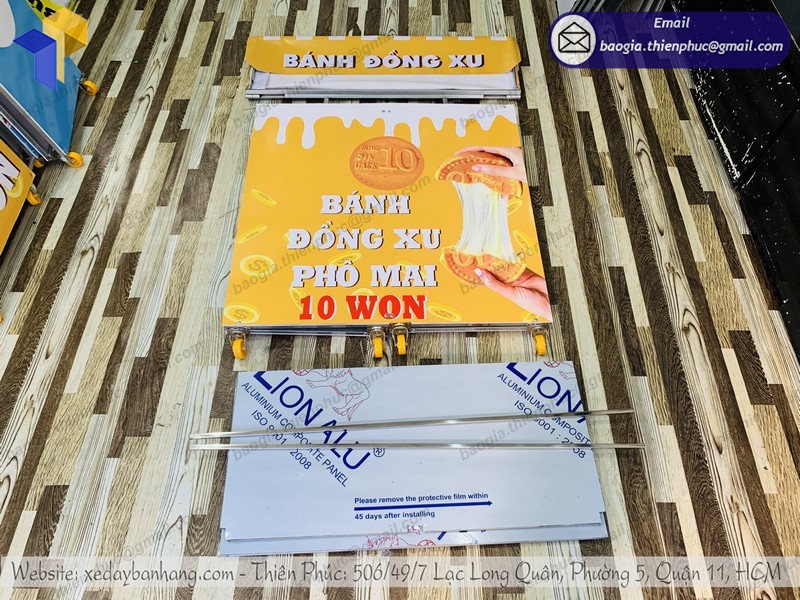 Email
baogia.thienphuc@gmail.com
BÁNH ĐỒNG XU
10
BÁNH
ĐỒNG XU
PHÔ MAI
10 WON
LION ALU®
ALUMINIUM COMPOSITE PANEL
ISO 9001 : 2008
LION
ALUMINIUM COMPOSITE
ISO 9001 : 2008
Please remove the protective film within
45 days after installing
Website: xedaybanhang.com - Thiên Phúc: 506/49/7 Lạc Long Quân, Phường 5, Quận 11, HCM